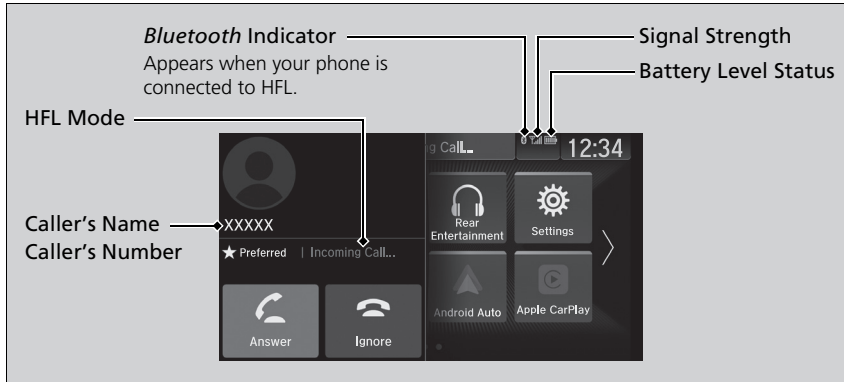 Bluetooth Indicator
Appears when your phone is
connected to HFL.
Signal Strength
Battery Level Status
HFL Mode
Caller's Name
Caller's Number
g Call...
12:34
XXXXX
★ Preferred | Incoming Call...
Answer
Ignore
Rear
Entertainment
Settings
Android Auto
Apple CarPlay